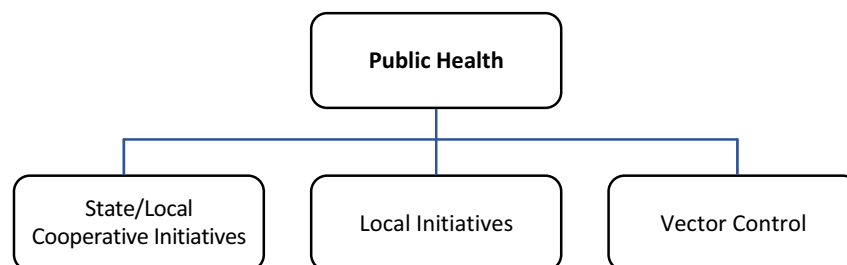 Public Health
State/Local
Cooperative Initiatives
Local Initiatives
Vector Control